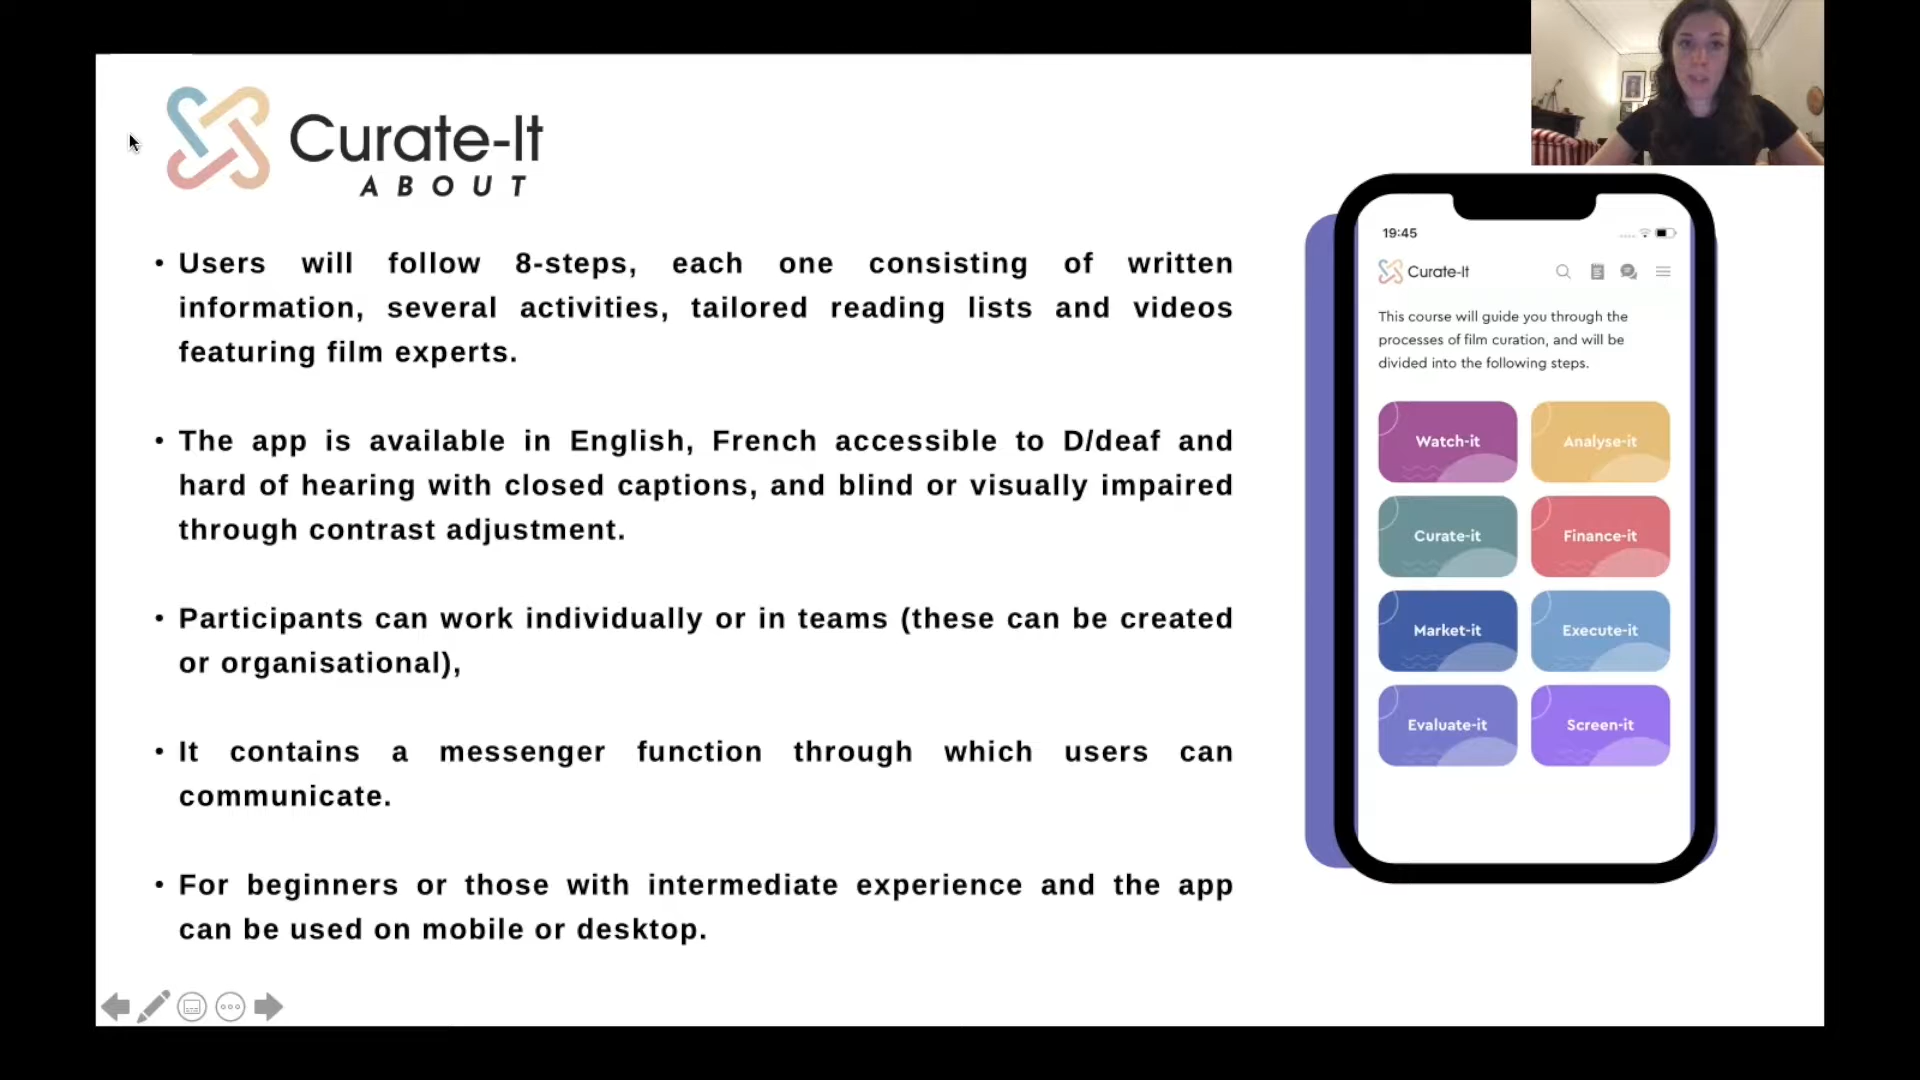 Curate-It
ABOUT
• Users will follow 8-steps, each one consisting of written
information, several activities, tailored reading lists and videos
featuring film experts.
• The app is available in English, French accessible to D/deaf and
hard of hearing with closed captions, and blind or visually impaired
through contrast adjustment.
• Participants can work individually or in teams (these can be created
or organisational),
• It contains a messenger function through which users can
communicate.
• For beginners or those with intermediate experience and the app
can be used on mobile or desktop.
19:45
Curate-It
This course will guide you through the
processes of film curation, and will be
divided into the following steps.
Watch-it
Analyse-it
Curate-it
Finance-it
Market-it
Execute-it
Evaluate-it
Screen-it